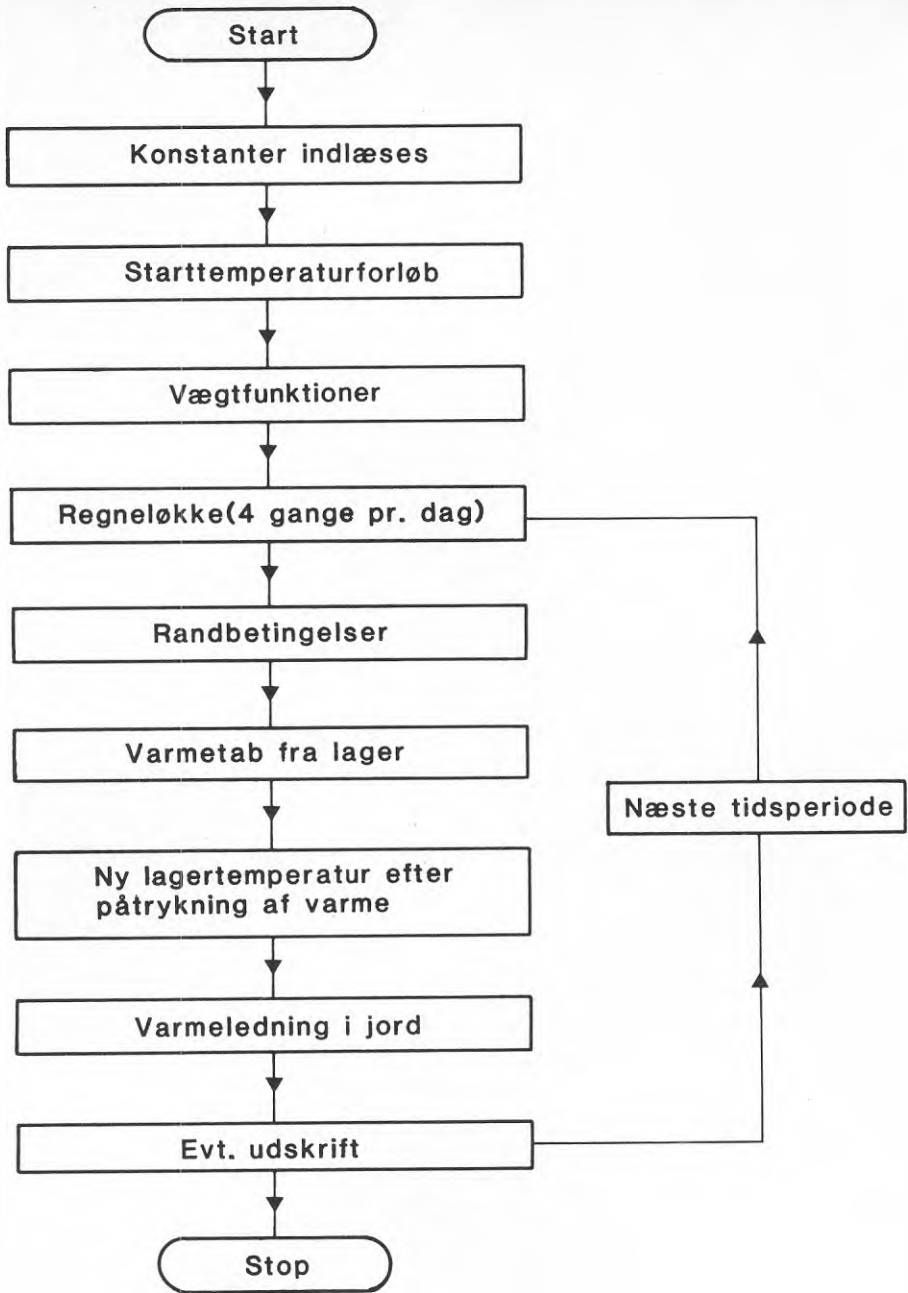 Start
Konstanter indlæses
Starttemperaturforløb
Vægtfunktioner
Regneløkke(4 gange pr. dag)
Randbetingelser
Varmetab fra lager
Næste tidsperiode
Ny lagertemperatur efter
påtrykning af varme
Varmeledning i jord
Evt. udskrift
Stop